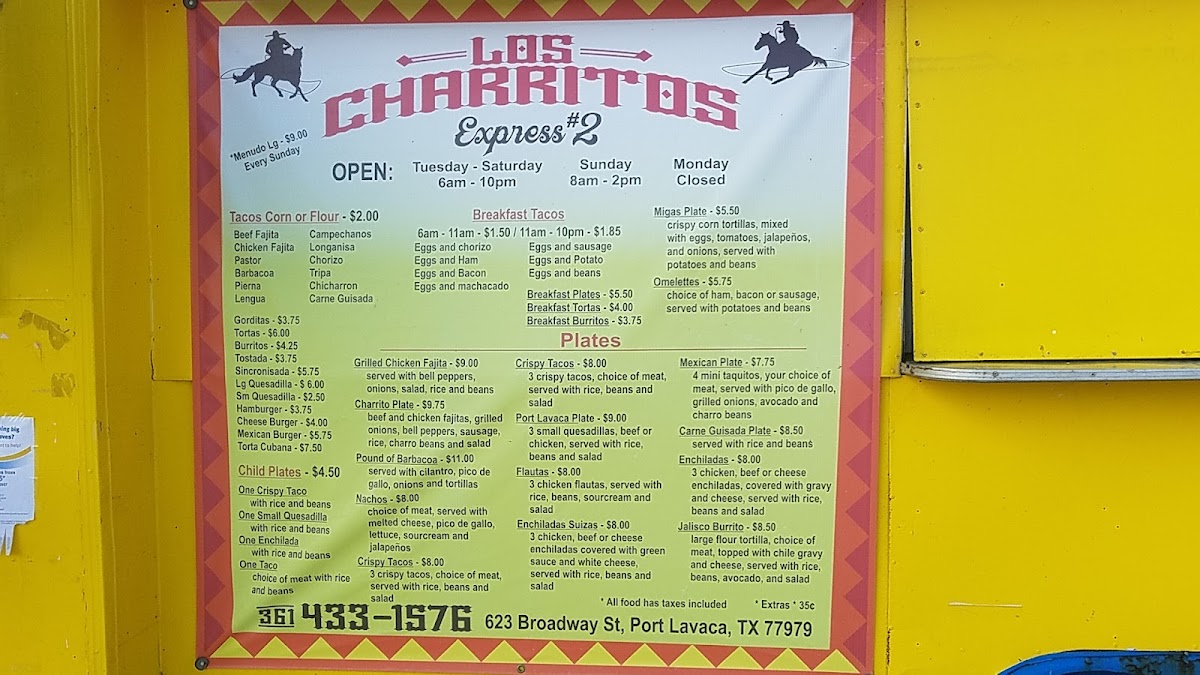 LOS
CHARRITOS
Express #2
*Menudo Lg - $9.00
Every Sunday
OPEN:
Tuesday - Saturday
6am - 10pm
Sunday
8am - 2pm
Monday
Closed
Tacos Corn or Flour - $2.00
Beef Fajita
Chicken Fajita
Pastor
Barbacoa
Pierna
Lengua
Campechanos
Longanisa
Chorizo
Tripa
Chicharron
Carne Guisada
Gorditas - $3.75
Tortas - $6.00
Burritos - $4.25
Tostada - $3.75
Sincronisada - $5.75
Lg Quesadilla - $ 6.00
Sm Quesadilla - $2.50
Hamburger - $3.75
Cheese Burger - $4.00
Mexican Burger - $5.75
Torta Cubana - $7.50
Child Plates - $4.50
One Crispy Taco
with rice and beans
One Small Quesadilla
with rice and beans
One Enchilada
with rice and beans
One Taco
choice of meat with rice
and beans
Breakfast Tacos
6am - 11am - $1.50 / 11am - 10pm - $1.85
Eggs and chorizo
Eggs and Ham
Eggs and Bacon
Eggs and machacado
Eggs and sausage
Eggs and Potato
Eggs and beans
Breakfast Plates - $5.50
Breakfast Tortas - $4.00
Breakfast Burritos - $3.75
Migas Plate - $5.50
crispy corn tortillas, mixed
with eggs, tomatoes, jalapeños,
and onions, served with
potatoes and beans
Omelettes - $5.75
choice of ham, bacon or sausage,
served with potatoes and beans
Plates
Grilled Chicken Fajita - $9.00
served with bell peppers,
onions, salad, rice and beans
Charrito Plate - $9.75
beef and chicken fajitas, grilled
onions, bell peppers, sausage,
rice, charro beans and salad
Pound of Barbacoa - $11.00
served with cilantro, pico de
gallo, onions and tortillas
Nachos - $8.00
choice of meat, served with
melted cheese, pico de gallo,
lettuce, sourcream and
jalapeños
Crispy Tacos - $8.00
3 crispy tacos, choice of meat,
served with rice, beans and
salad
Crispy Tacos - $8.00
3 crispy tacos, choice of meat,
served with rice, beans and
salad
Port Lavaca Plate - $9.00
3 small quesadillas, beef or
chicken, served with rice,
beans and salad
Flautas - $8.00
3 chicken flautas, served with
rice, beans, sourcream and
salad
Enchiladas Suizas - $8.00
3 chicken, beef or cheese
enchiladas covered with green
sauce and white cheese,
served with rice, beans and
salad
Mexican Plate - $7.75
4 mini taquitos, your choice of
meat, served with pico de gallo,
grilled onions, avocado and
charro beans
Carne Guisada Plate - $8.50
served with rice and beans
Enchiladas - $8.00
3 chicken, beef or cheese
enchiladas, covered with gravy
and cheese, served with rice,
beans and salad
Jalisco Burrito - $8.50
large flour tortilla, choice of
meat, topped with chile gravy
and cheese, served with rice,
beans, avocado, and salad
* All food has taxes included
* Extras * 35¢
361 433-1576
623 Broadway St, Port Lavaca, TX 77979